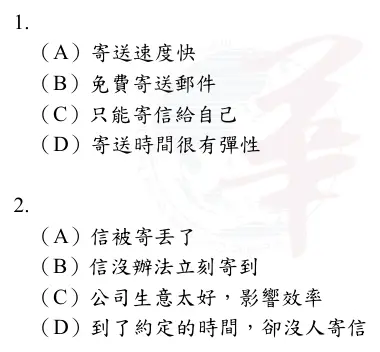 1.
（A）寄送速度快
（B）免費寄送郵件
（C）只能寄信給自己
（D）寄送時間很有彈性
2.
（A）信被寄丟了
（B）信沒辦法立刻寄到
（C）公司生意太好，影響效率
（D）到了約定的時間，卻沒人寄信